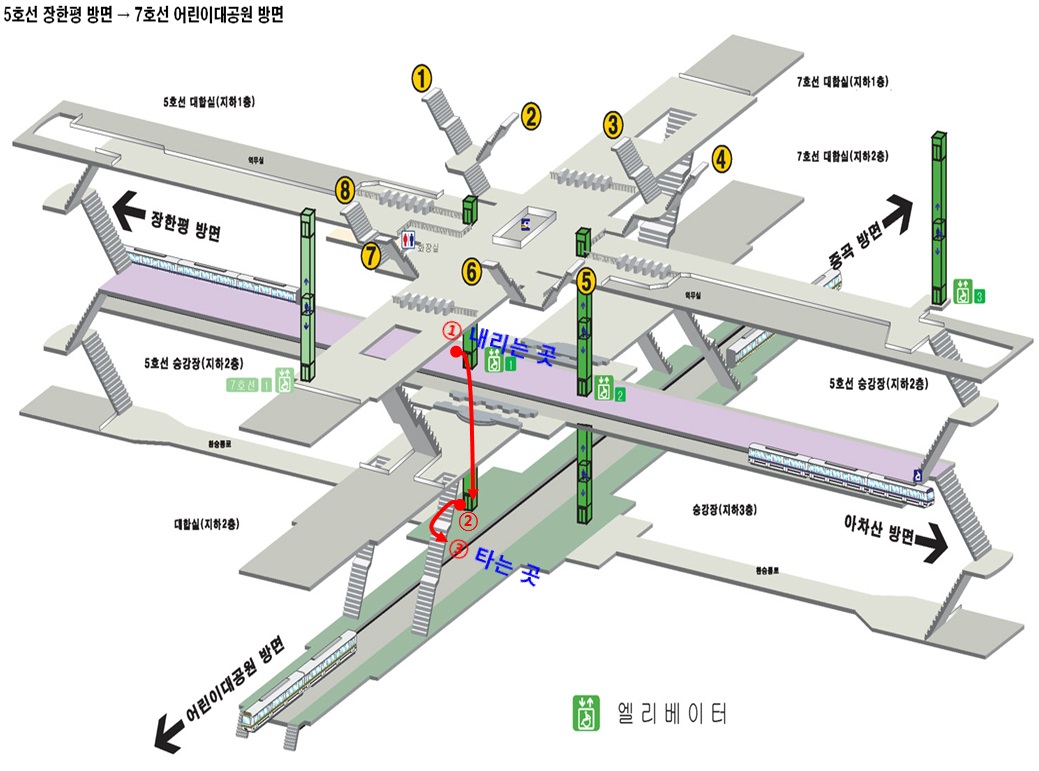 5호선 장한평 방면 → 7호선 어린이대공원 방면
5호선 대합실(지하1층)
7호선 대합실(지하1층)
7호선 대합실(지하2층)
1
2
3
4
8
7
6
5
역무실
화장실
역무실
장한평 방면
중곡 방면
3
① 내리는 곳
1
2
7호선 1
5호선 승강장(지하2층)
5호선 승강장(지하2층)
환승통로
대합실(지하2층)
②
③ 타는 곳
승강장(지하3층)
아차산 방면
환승통로
어린이대공원 방면
엘리베이터